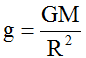 g = GM / R²